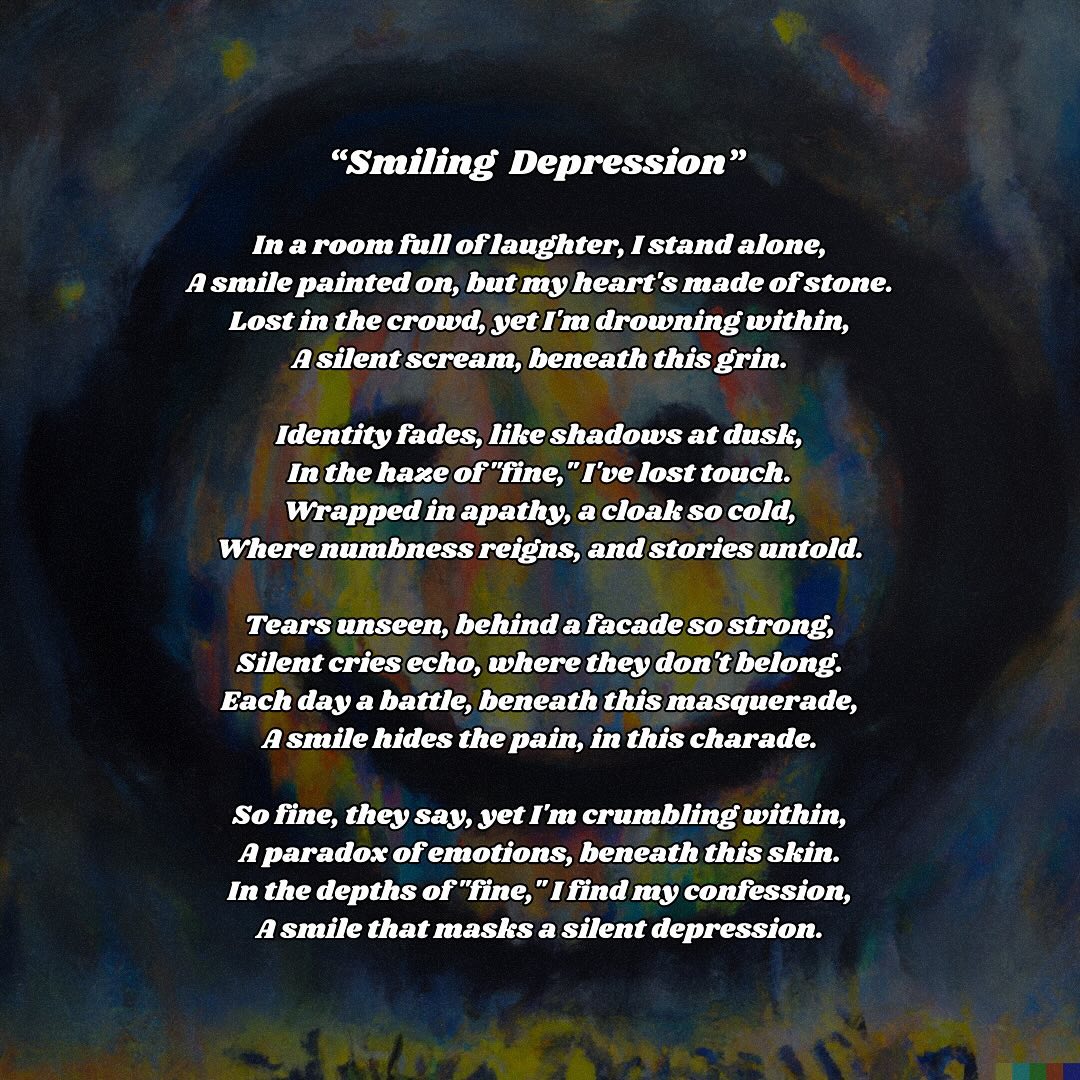 “Smiling Depression”
In a room full of laughter, I stand alone,
A smile painted on, but my heart's made of stone.
Lost in the crowd, yet I'm drowning within,
A silent scream, beneath this grin.
Identity fades, like shadows at dusk,
In the haze of "fine," I've lost touch.
Wrapped in apathy, a cloak so cold,
Where numbness reigns, and stories untold.
Tears unseen, behind a facade so strong,
Silent cries echo, where they don't belong.
Each day a battle, beneath this masquerade,
A smile hides the pain, in this charade.
So fine, they say, yet I'm crumbling within,
A paradox of emotions, beneath this skin.
In the depths of "fine," I find my confession,
A smile that masks a silent depression.